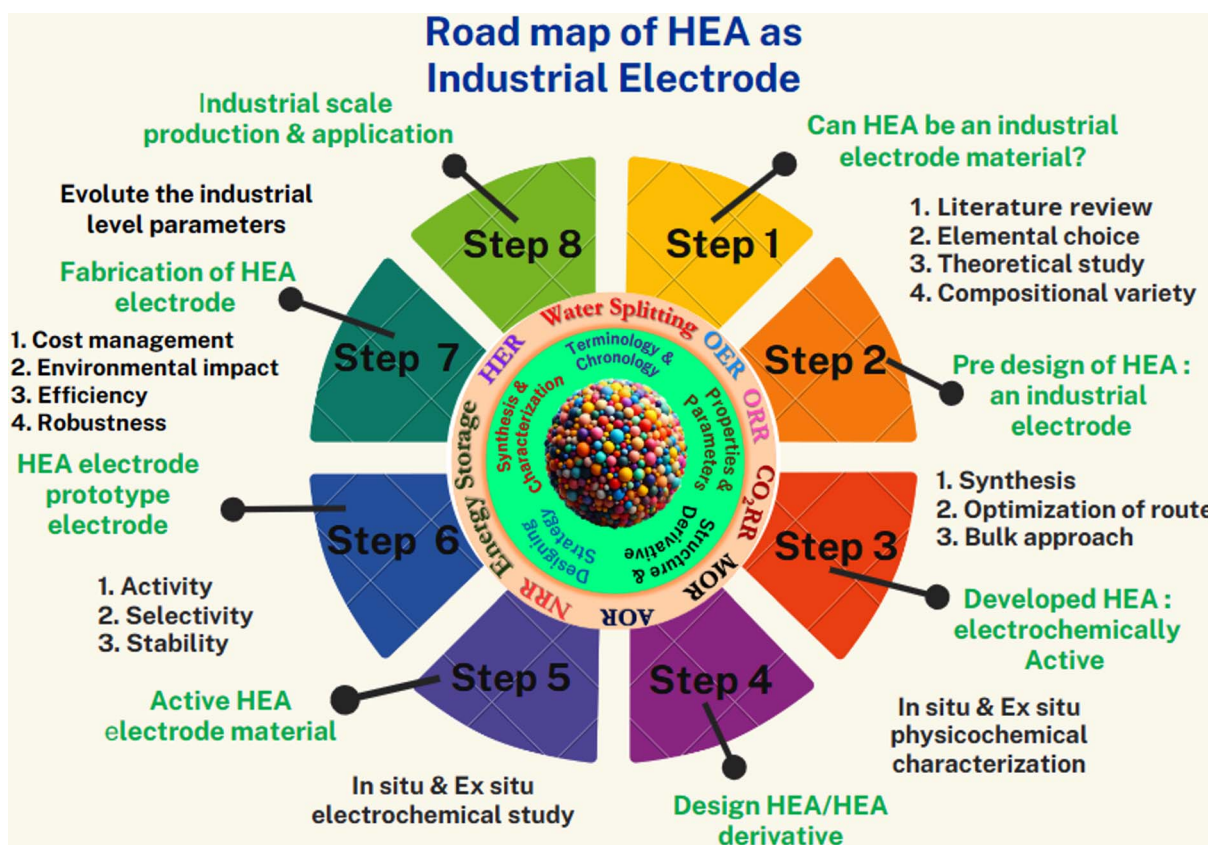 Road map of HEA as
Industrial Electrode
Industrial scale
production & application
Can HEA be an industrial
electrode material?
1. Literature review
2. Elemental choice
3. Theoretical study
4. Compositional variety
Pre design of HEA :
an industrial
electrode
1. Synthesis
2. Optimization of route
3. Bulk approach
Developed HEA :
electrochemically
Active
In situ & Ex situ
physicochemical
characterization
Design HEA/HEA
derivative
In situ & Ex situ
electrochemical study
Active HEA
electrode material
1. Activity
2. Selectivity
3. Stability
HEA electrode
prototype
electrode
1. Cost management
2. Environmental impact
3. Efficiency
4. Robustness
Fabrication of HEA
electrode
Evolute the industrial
level parameters
Step 1
Step 2
Step 3
Step 4
Step 5
Step 6
Step 7
Step 8
Water Splitting
OER
ORR
CO₂RR
MOR
AOR
NRR
Energy Storage
HER
Terminology &
Chronology
Properties &
Parameters
Structure &
Derivative
Designing
Strategy
Synthesis &
Characterization